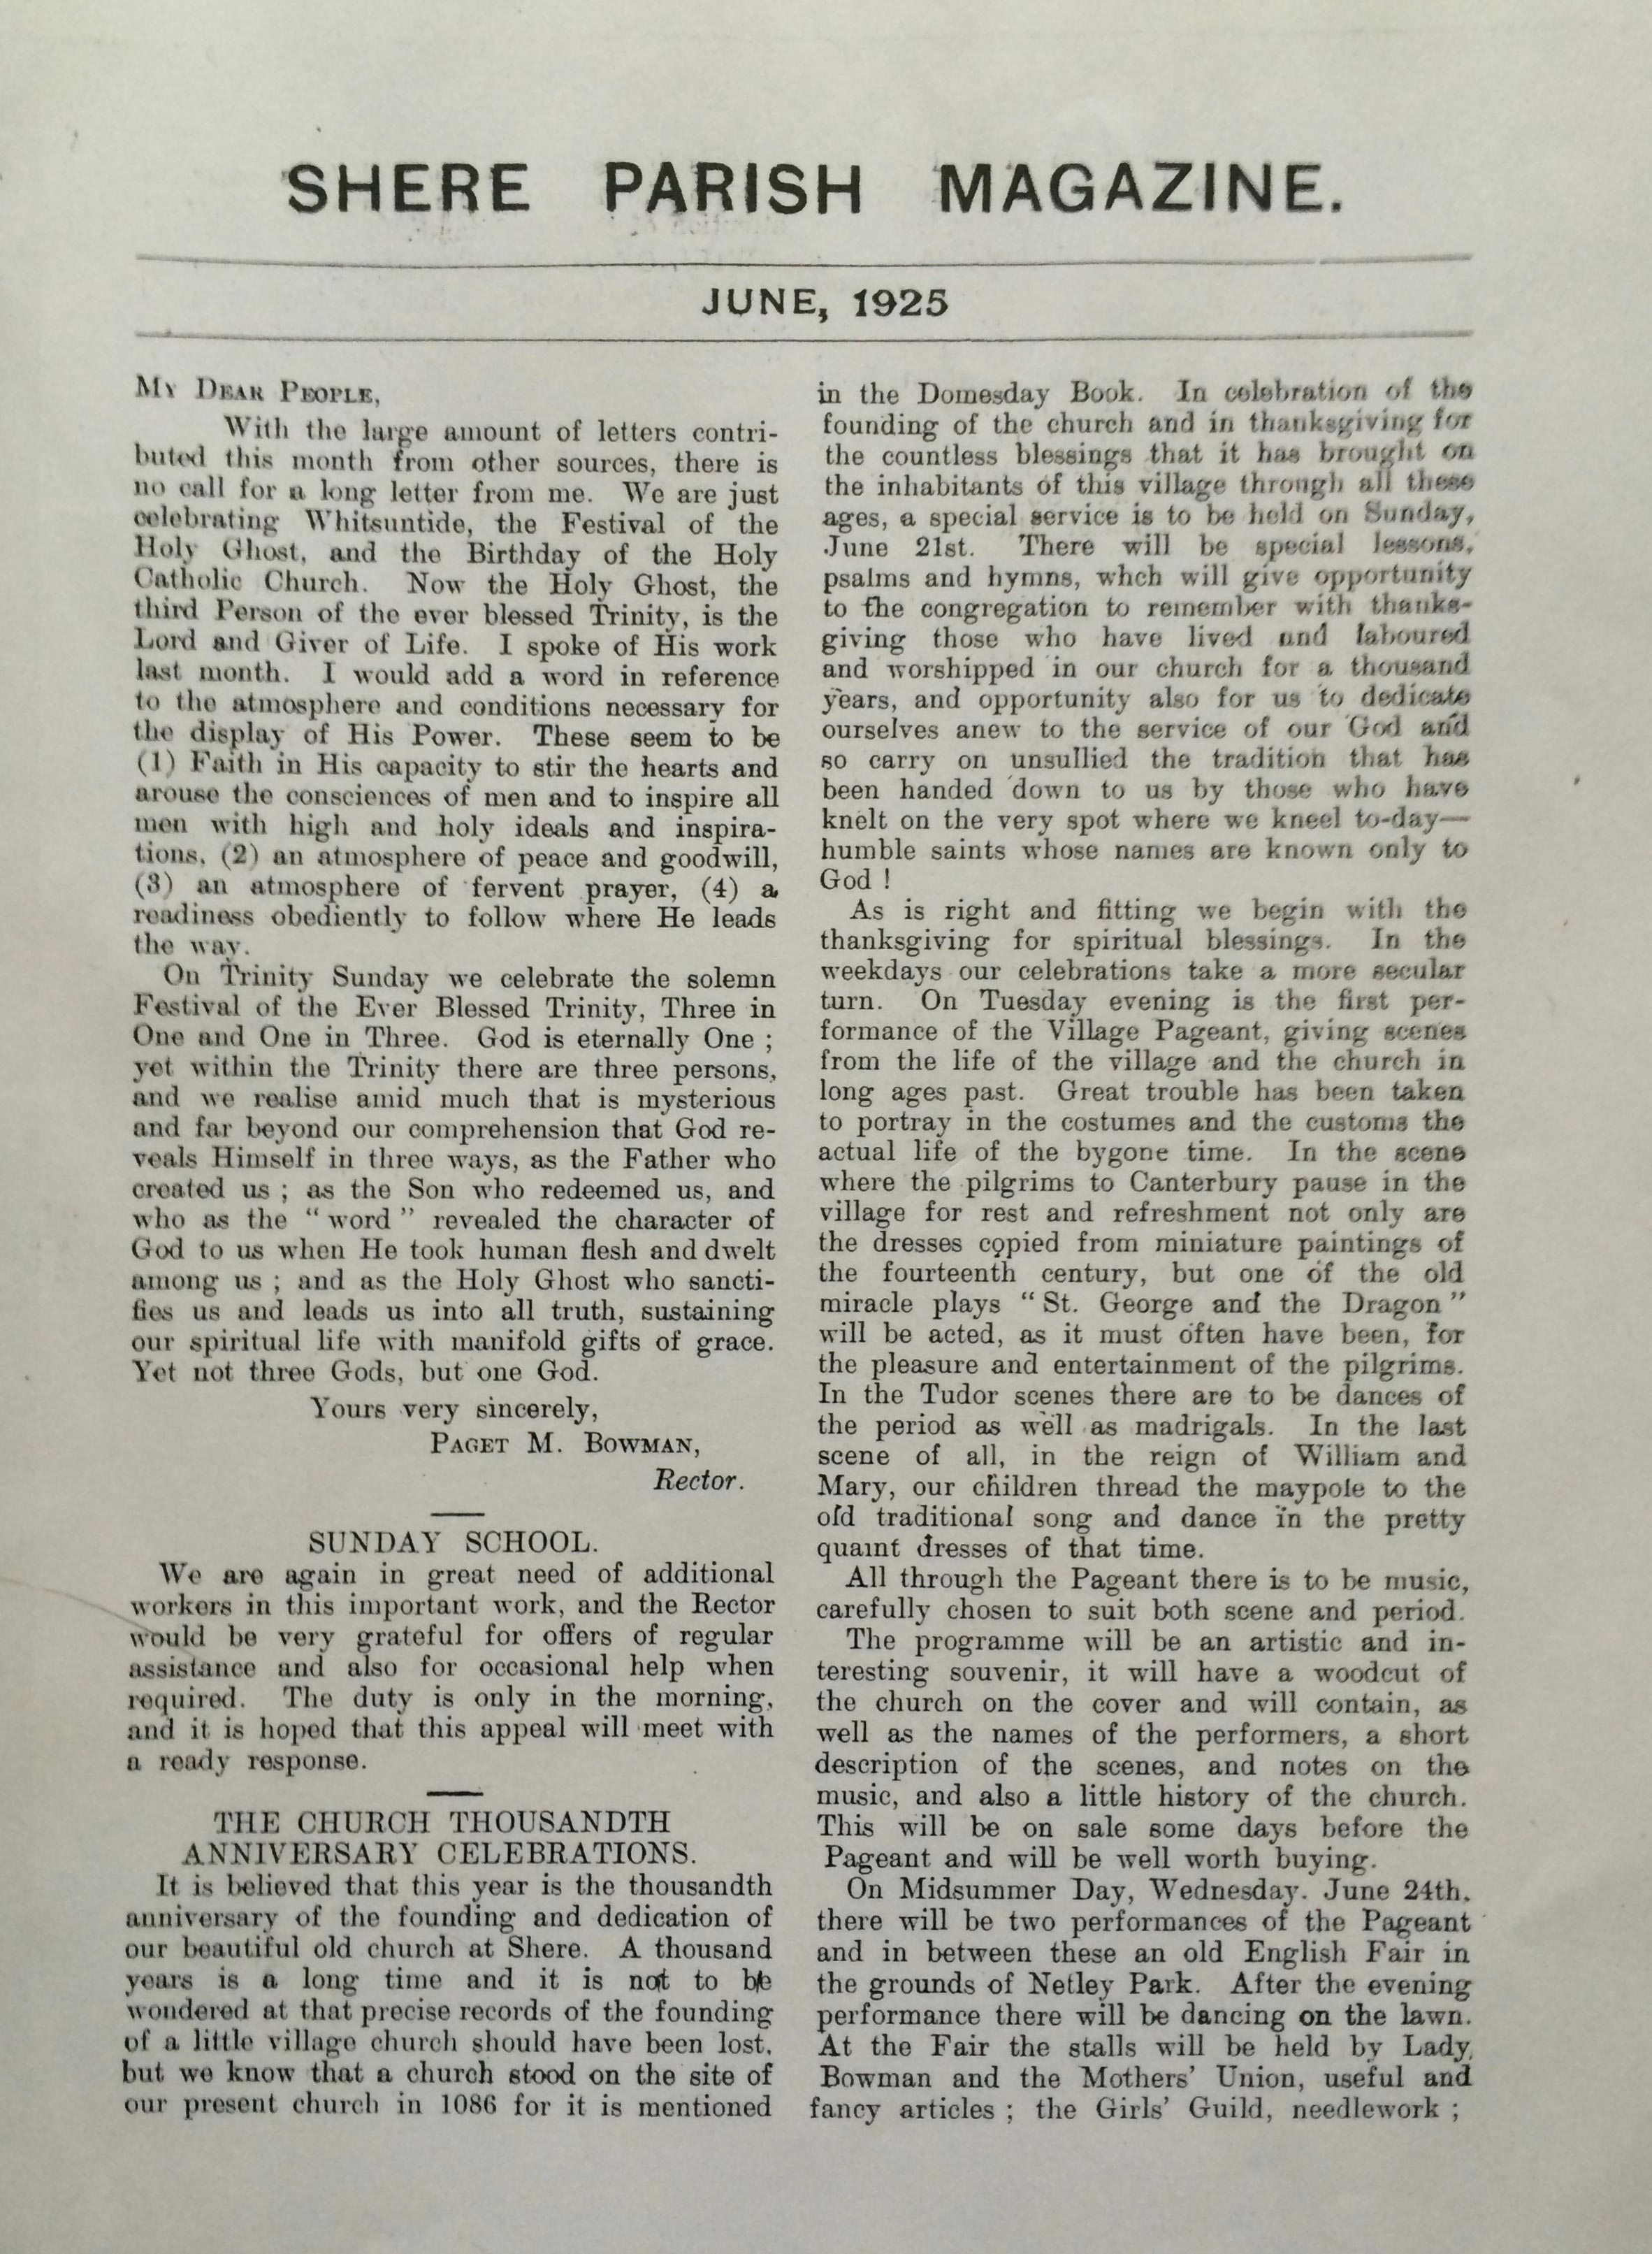 SHERE PARISH MAGAZINE.
JUNE, 1925
My Dear People,
With the large amount of letters contri-
buted this month from other sources, there is
no call for a long letter from me. We are just
celebrating Whitsuntide, the Festival of the
Holy Ghost, and the Birthday of the Holy
Catholic Church. Now the Holy Ghost, the
third Person of the ever blessed Trinity, is the
Lord and Giver of Life. I spoke of His work
last month. I would add a word in reference
to the atmosphere and conditions necessary for
the display of His Power. These seem to be
(1) Faith in His capacity to stir the hearts and
arouse the consciences of men and to inspire all
men with high and holy ideals and inspira-
tions, (2) an atmosphere of peace and goodwill,
(3) an atmosphere of fervent prayer, (4) a
readiness obediently to follow where He leads
the way.
On Trinity Sunday we celebrate the solemn
Festival of the Ever Blessed Trinity, Three in
One and One in Three. God is eternally One ;
yet within the Trinity there are three persons,
and we realise amid much that is mysterious
and far beyond our comprehension that God re-
veals Himself in three ways, as the Father who
created us ; as the Son who redeemed us, and
who as the “ word ” revealed the character of
God to us when He took human flesh and dwelt
among us ; and as the Holy Ghost who sancti-
fies us and leads us into all truth, sustaining
our spiritual life with manifold gifts of grace.
Yet not three Gods, but one God.
Yours very sincerely,
Paget M. Bowman,
Rector.
SUNDAY SCHOOL.
We are again in great need of additional
workers in this important work, and the Rector
would be very grateful for offers of regular
assistance and also for occasional help when
required. The duty is only in the morning,
and it is hoped that this appeal will meet with
a ready response.
THE CHURCH THOUSANDTH
ANNIVERSARY CELEBRATIONS.
It is believed that this year is the thousandth
anniversary of the founding and dedication of
our beautiful old church at Shere. A thousand
years is a long time and it is not to be
wondered at that precise records of the founding
of a little village church should have been lost,
but we know that a church stood on the site of
our present church in 1086 for it is mentioned
in the Domesday Book. In celebration of the
founding of the church and in thanksgiving for
the countless blessings that it has brought on
the inhabitants of this village through all these
ages, a special service is to be held on Sunday,
June 21st. There will be special lessons,
psalms and hymns, whch will give opportunity
to the congregation to remember with thanks-
giving those who have lived and laboured
and worshipped in our church for a thousand
years, and opportunity also for us to dedicate
ourselves anew to the service of our God and
so carry on unsullied the tradition that has
been handed down to us by those who have
knelt on the very spot where we kneel to-day—
humble saints whose names are known only to
God !
As is right and fitting we begin with the
thanksgiving for spiritual blessings. In the
weekdays our celebrations take a more secular
turn. On Tuesday evening is the first per-
formance of the Village Pageant, giving scenes
from the life of the village and the church in
long ages past. Great trouble has been taken
to portray in the costumes and the customs the
actual life of the bygone time. In the scene
where the pilgrims to Canterbury pause in the
village for rest and refreshment not only are
the dresses copied from miniature paintings of
the fourteenth century, but one of the old
miracle plays “ St. George and the Dragon ”
will be acted, as it must often have been, for
the pleasure and entertainment of the pilgrims.
In the Tudor scenes there are to be dances of
the period as well as madrigals. In the last
scene of all, in the reign of William and
Mary, our children thread the maypole to the
old traditional song and dance in the pretty
quaint dresses of that time.
All through the Pageant there is to be music,
carefully chosen to suit both scene and period.
The programme will be an artistic and in-
teresting souvenir, it will have a woodcut of
the church on the cover and will contain, as
well as the names of the performers, a short
description of the scenes, and notes on the
music, and also a little history of the church.
This will be on sale some days before the
Pageant and will be well worth buying.
On Midsummer Day, Wednesday. June 24th,
there will be two performances of the Pageant
and in between these an old English Fair in
the grounds of Netley Park. After the evening
performance there will be dancing on the lawn.
At the Fair the stalls will be held by Lady
Bowman and the Mothers’ Union, useful and
fancy articles ; the Girls’ Guild, needlework ;